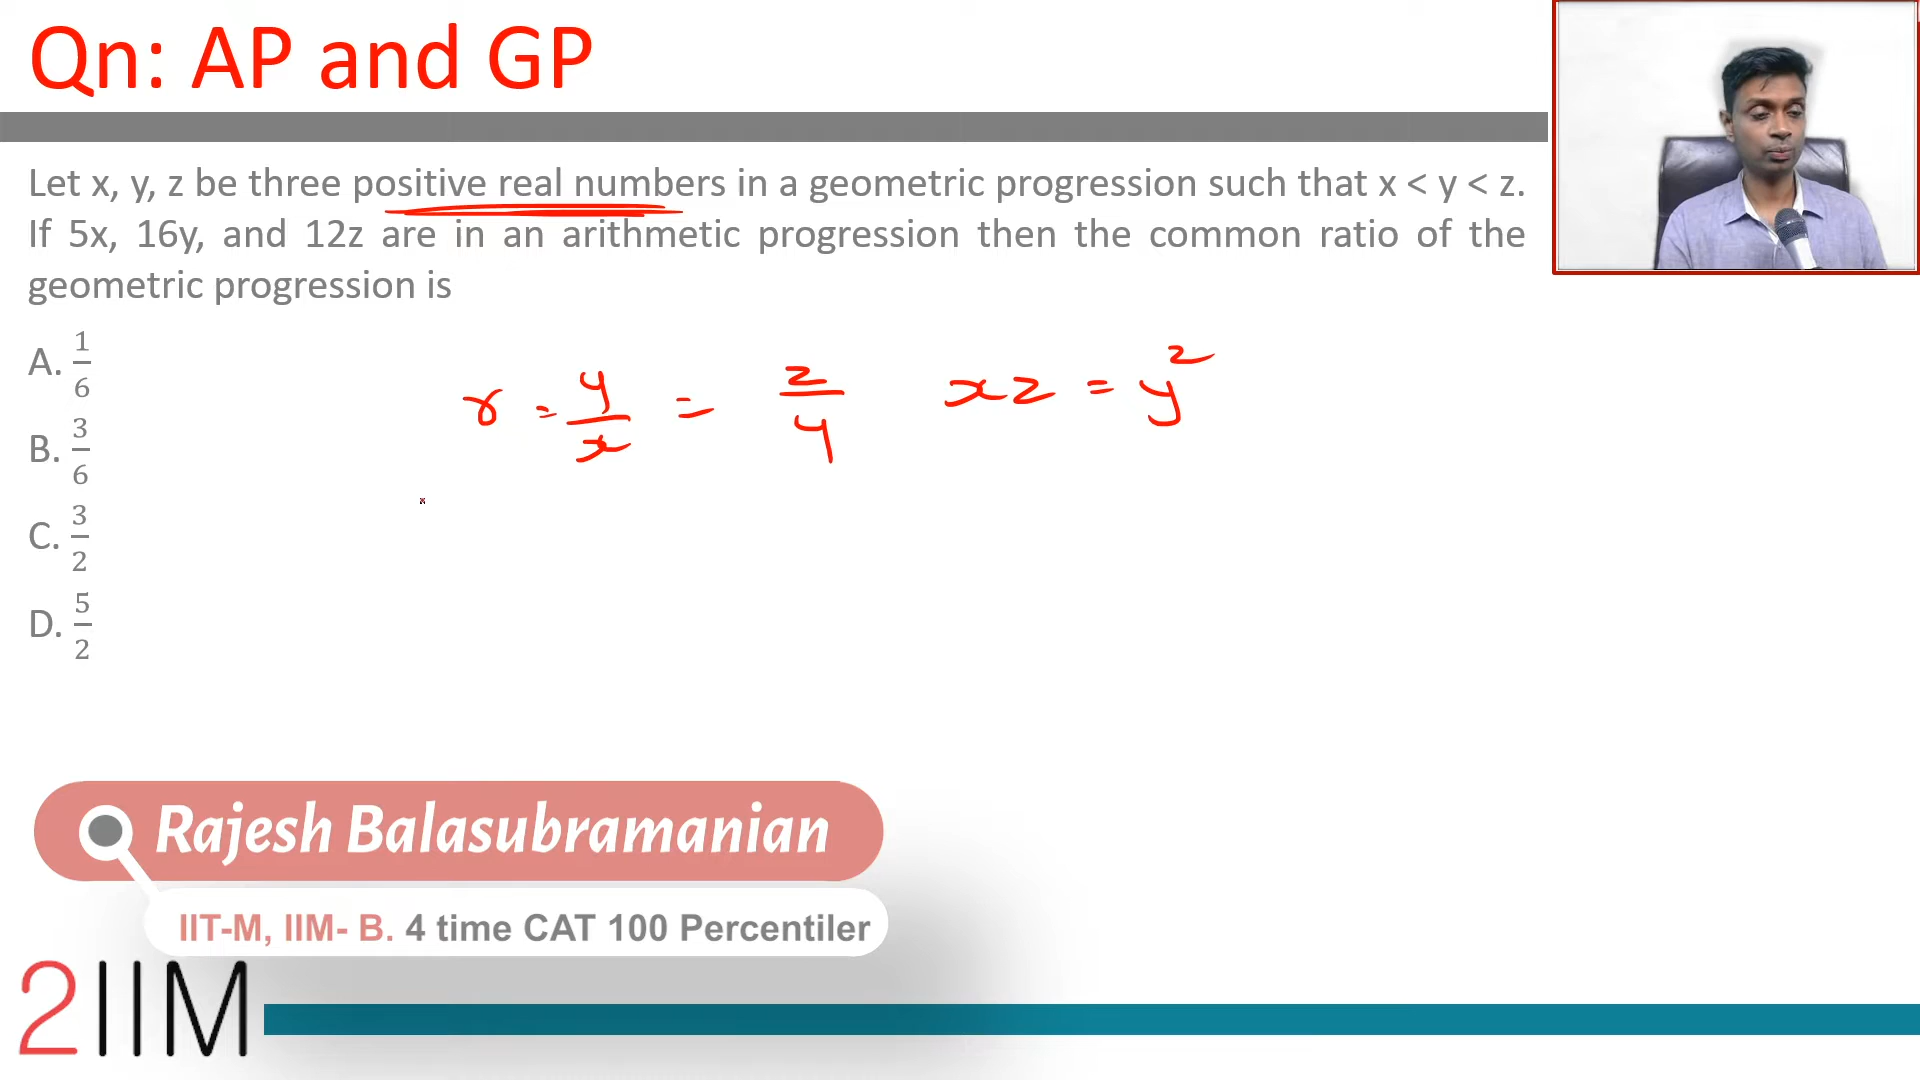 Qn: AP and GP
Let x, y, z be three positive real numbers in a geometric progression such that x < y < z.
If 5x, 16y, and 12z are in an arithmetic progression then the common ratio of the
geometric progression is
A. 1/6
B. 3/6
C. 3/2
D. 5/2
r = y/x = z/y xz = y²
Rajesh Balasubramanian
IIT-M, IIM- B. 4 time CAT 100 Percentiler
2IIM